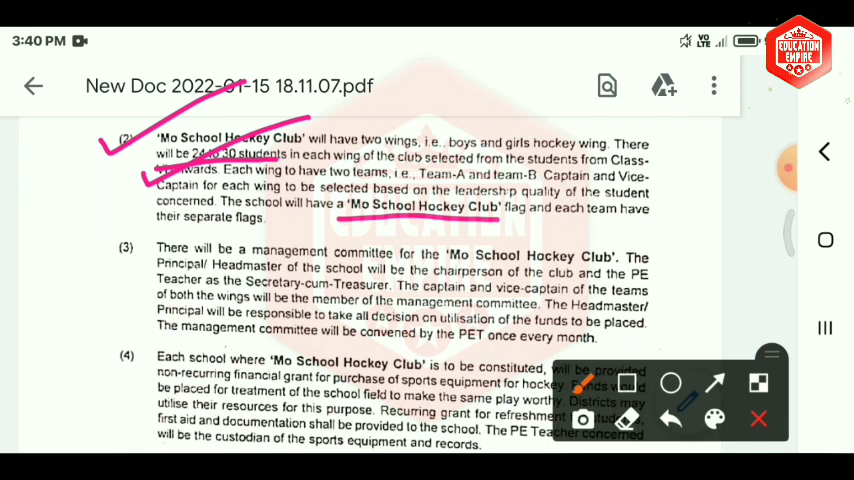 3:40 PM
VO LTE
EDUCATION EMPIRE
New Doc 2022-01-15 18.11.07.pdf
(2) 'Mo School Hockey Club' will have two wings, i.e., boys and girls hockey wing. There
will be 24 to 30 students in each wing of the club selected from the students from Class-
onwards. Each wing to have two teams, i.e., Team-A and team-B. Captain and Vice-
Captain for each wing to be selected based on the leadership quality of the student
concerned. The school will have a 'Mo School Hockey Club' flag and each team have
their separate flags.
(3) There will be a management committee for the 'Mo School Hockey Club'. The
Principal/ Headmaster of the school will be the chairperson of the club and the PE
Teacher as the Secretary-cum-Treasurer. The captain and vice-captain of the teams
of both the wings will be the member of the management committee. The Headmaster/
Principal will be responsible to take all decision on utilisation of the funds to be placed.
The management committee will be convened by the PET once every month.
(4) Each school where 'Mo School Hockey Club' is to be constituted, will be provided
non-recurring financial grant for purchase of sports equipment for hockey. Funds would
be placed for treatment of the school field to make the same play worthy. Districts may
utilise their resources for this purpose. Recurring grant for refreshment
first aid and documentation shall be provided to the school. The PE Teacher concerned
will be the custodian of the sports equipment and records.
EDUCATION
EMPIRE